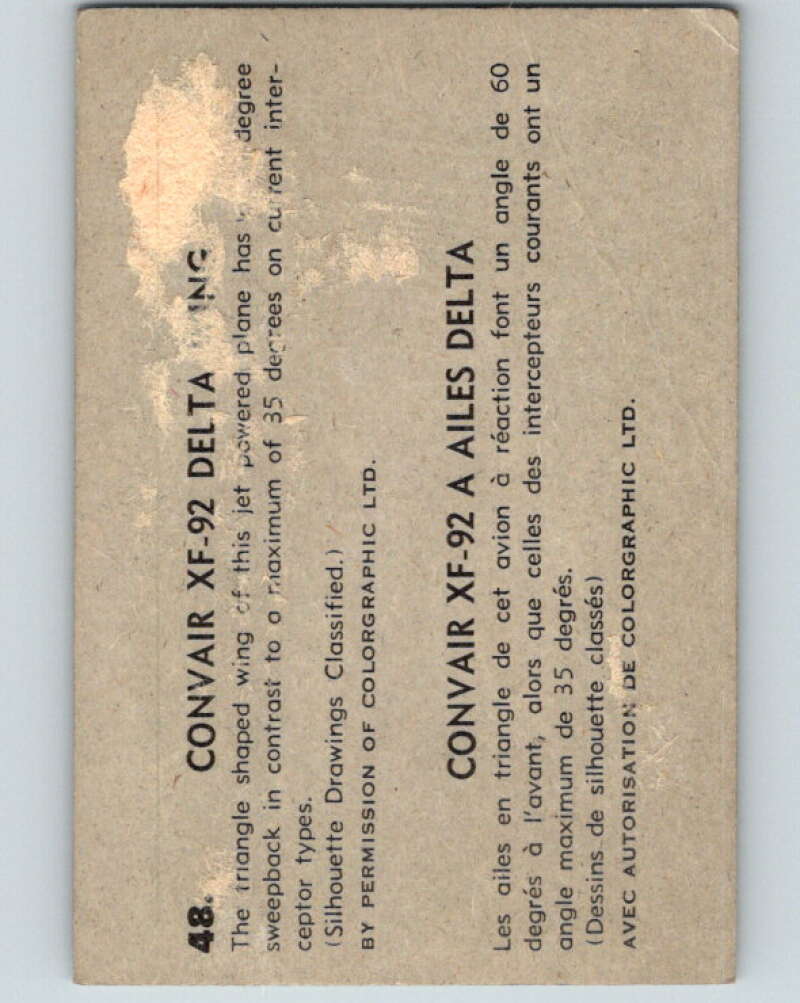 48. CONVAIR XF-92 DELTA
The triangle shaped wing of this jet powered plane has degree
sweepback in contrast to a maximum of 35 degrees on current inter-
ceptor types.
(Silhouette Drawings Classified.)
BY PERMISSION OF COLORGRAPHIC LTD.
CONVAIR XF-92 A AILES DELTA
Les ailes en triangle de cet avion à réaction font un angle de 60
degrés à l'avant, alors que celles des intercepteurs courants ont un
angle maximum de 35 degrés.
(Dessins de silhouette classés)
AVEC AUTORISATION DE COLORGRAPHIC LTD.